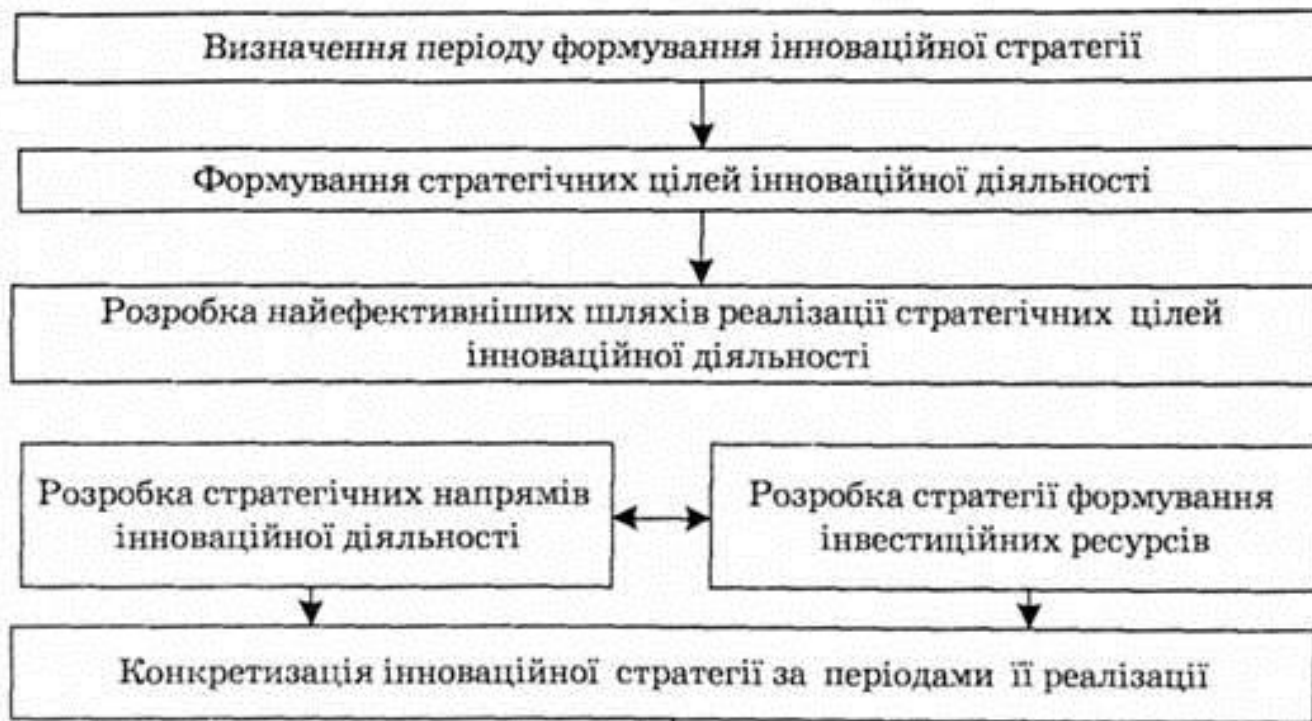 Визначення періоду формування інноваційної стратегії
Формування стратегічних цілей інноваційної діяльності
Розробка найефективніших шляхів реалізації стратегічних цілей
інноваційної діяльності
Розробка стратегічних напрямів
інноваційної діяльності
Розробка стратегії формування
інвестиційних ресурсів
Конкретизація інноваційної стратегії за періодами її реалізації